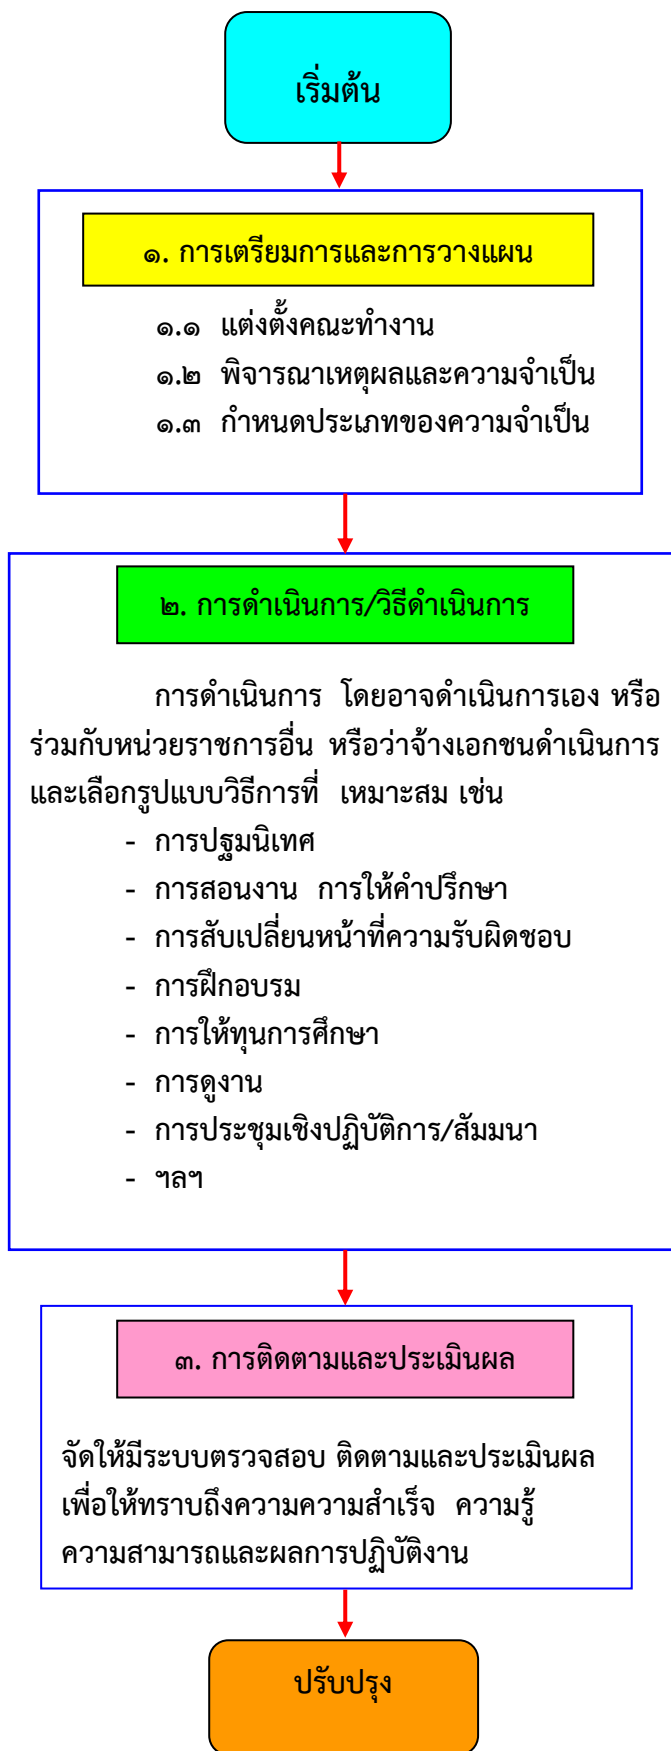 เริ่มต้น
๑. การเตรียมการและการวางแผน
๑.๑ แต่งตั้งคณะทำงาน
๑.๒ พิจารณาเหตุผลและความจำเป็น
๑.๓ กำหนดประเภทของความจำเป็น
๒. การดำเนินการ/วิธีดำเนินการ
การดำเนินการ โดยอาจดำเนินการเอง หรือ
ร่วมกับหน่วยราชการอื่น หรือว่าจ้างเอกชนดำเนินการ
และเลือกรูปแบบวิธีการที่ เหมาะสม เช่น
- การปฐมนิเทศ
- การสอนงาน การให้คำปรึกษา
- การสับเปลี่ยนหน้าที่ความรับผิดชอบ
- การฝึกอบรม
- การให้ทุนการศึกษา
- การดูงาน
- การประชุมเชิงปฏิบัติการ/สัมมนา
- ฯลฯ
๓. การติดตามและประเมินผล
จัดให้มีระบบตรวจสอบ ติดตามและประเมินผล
เพื่อให้ทราบถึงความความสำเร็จ ความรู้
ความสามารถและผลการปฏิบัติงาน
ปรับปรุง